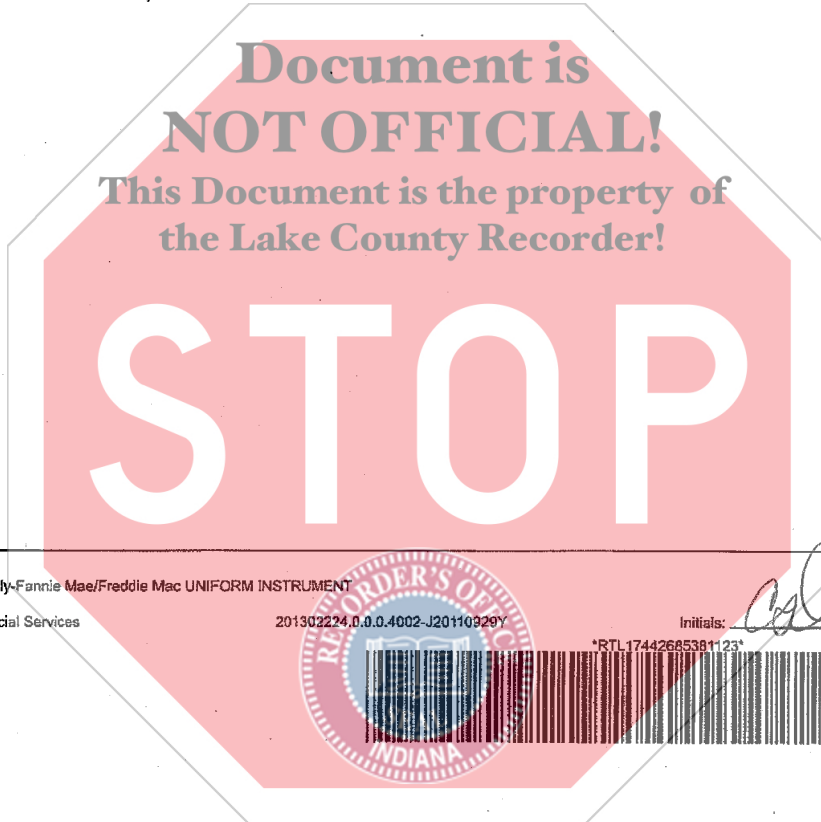 Document is
NOT OFFICIAL!
This Document is the property of
the Lake County Recorder!
STOP
ly-Fannie Mae/Freddie Mac UNIFORM INSTRUMENT
cial Services 201302224.0.0.0.4002-J20110929Y Initials:
*RTL17442685381123*
RECORDER'S OFFICE
INDIANA